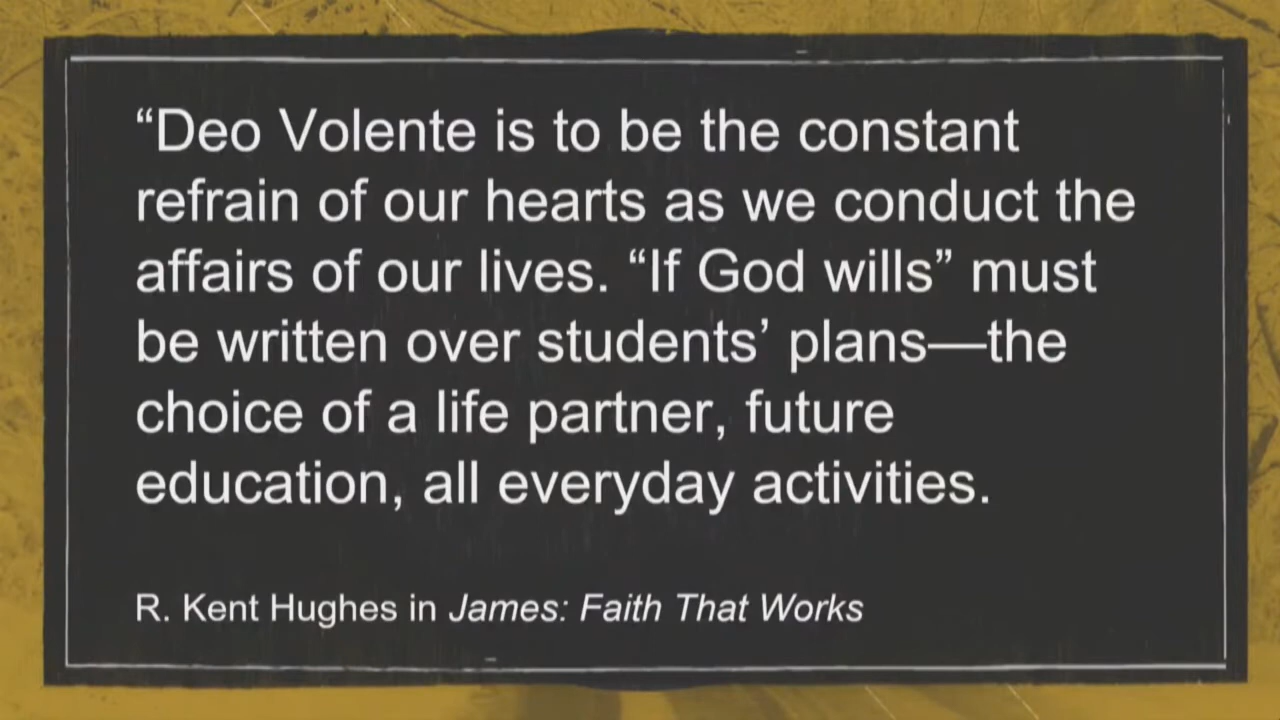 “Deo Volente is to be the constant
refrain of our hearts as we conduct the
affairs of our lives. “If God wills” must
be written over students’ plans—the
choice of a life partner, future
education, all everyday activities.
R. Kent Hughes in James: Faith That Works